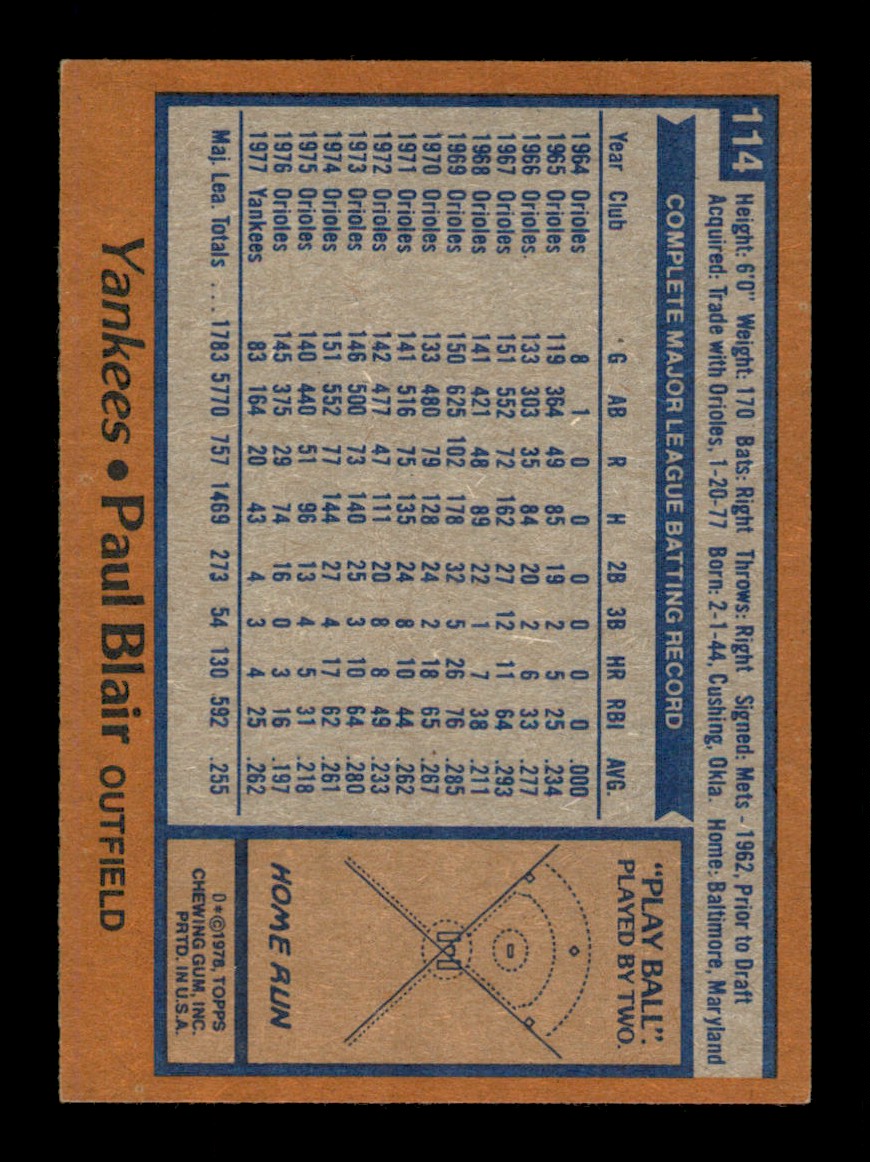 114
Height: 6'0" Weight: 170 Bats: Right Throws: Right Signed: Mets - 1962, Prior to Draft
Acquired: Trade with Orioles, 1-20-77 Born: 2-1-44, Cushing, Okla. Home: Baltimore, Maryland
COMPLETE MAJOR LEAGUE BATTING RECORD
Year Club G AB R H 2B 3B HR RBI AVG.
1964 Orioles 8 1 0 0 0 0 0 0 .000
1965 Orioles 119 364 49 85 19 2 5 25 .234
1966 Orioles. 133 303 35 84 20 2 6 33 .277
1967 Orioles 151 552 72 162 27 12 11 64 .293
1968 Orioles 141 421 48 89 22 1 7 38 .211
1969 Orioles 150 625 102 178 32 5 26 76 .285
1970 Orioles 133 480 79 128 24 2 18 65 .267
1971 Orioles 141 516 75 135 24 8 10 44 .262
1972 Orioles 142 477 47 111 20 8 8 49 .233
1973 Orioles 146 500 73 140 25 3 10 64 .280
1974 Orioles 151 552 77 144 27 4 17 62 .261
1975 Orioles 140 440 51 96 13 4 5 31 .218
1976 Orioles 145 375 29 74 16 0 3 16 .197
1977 Yankees 83 164 20 43 4 3 4 25 .262
Maj. Lea. Totals ... 1783 5770 757 1469 273 54 130 592 .255
"PLAY BALL".
PLAYED BY TWO.
HOME RUN
D*©1978, TOPPS
CHEWING GUM, INC.
PRTD. IN U.S.A.
Yankees • Paul Blair OUTFIELD